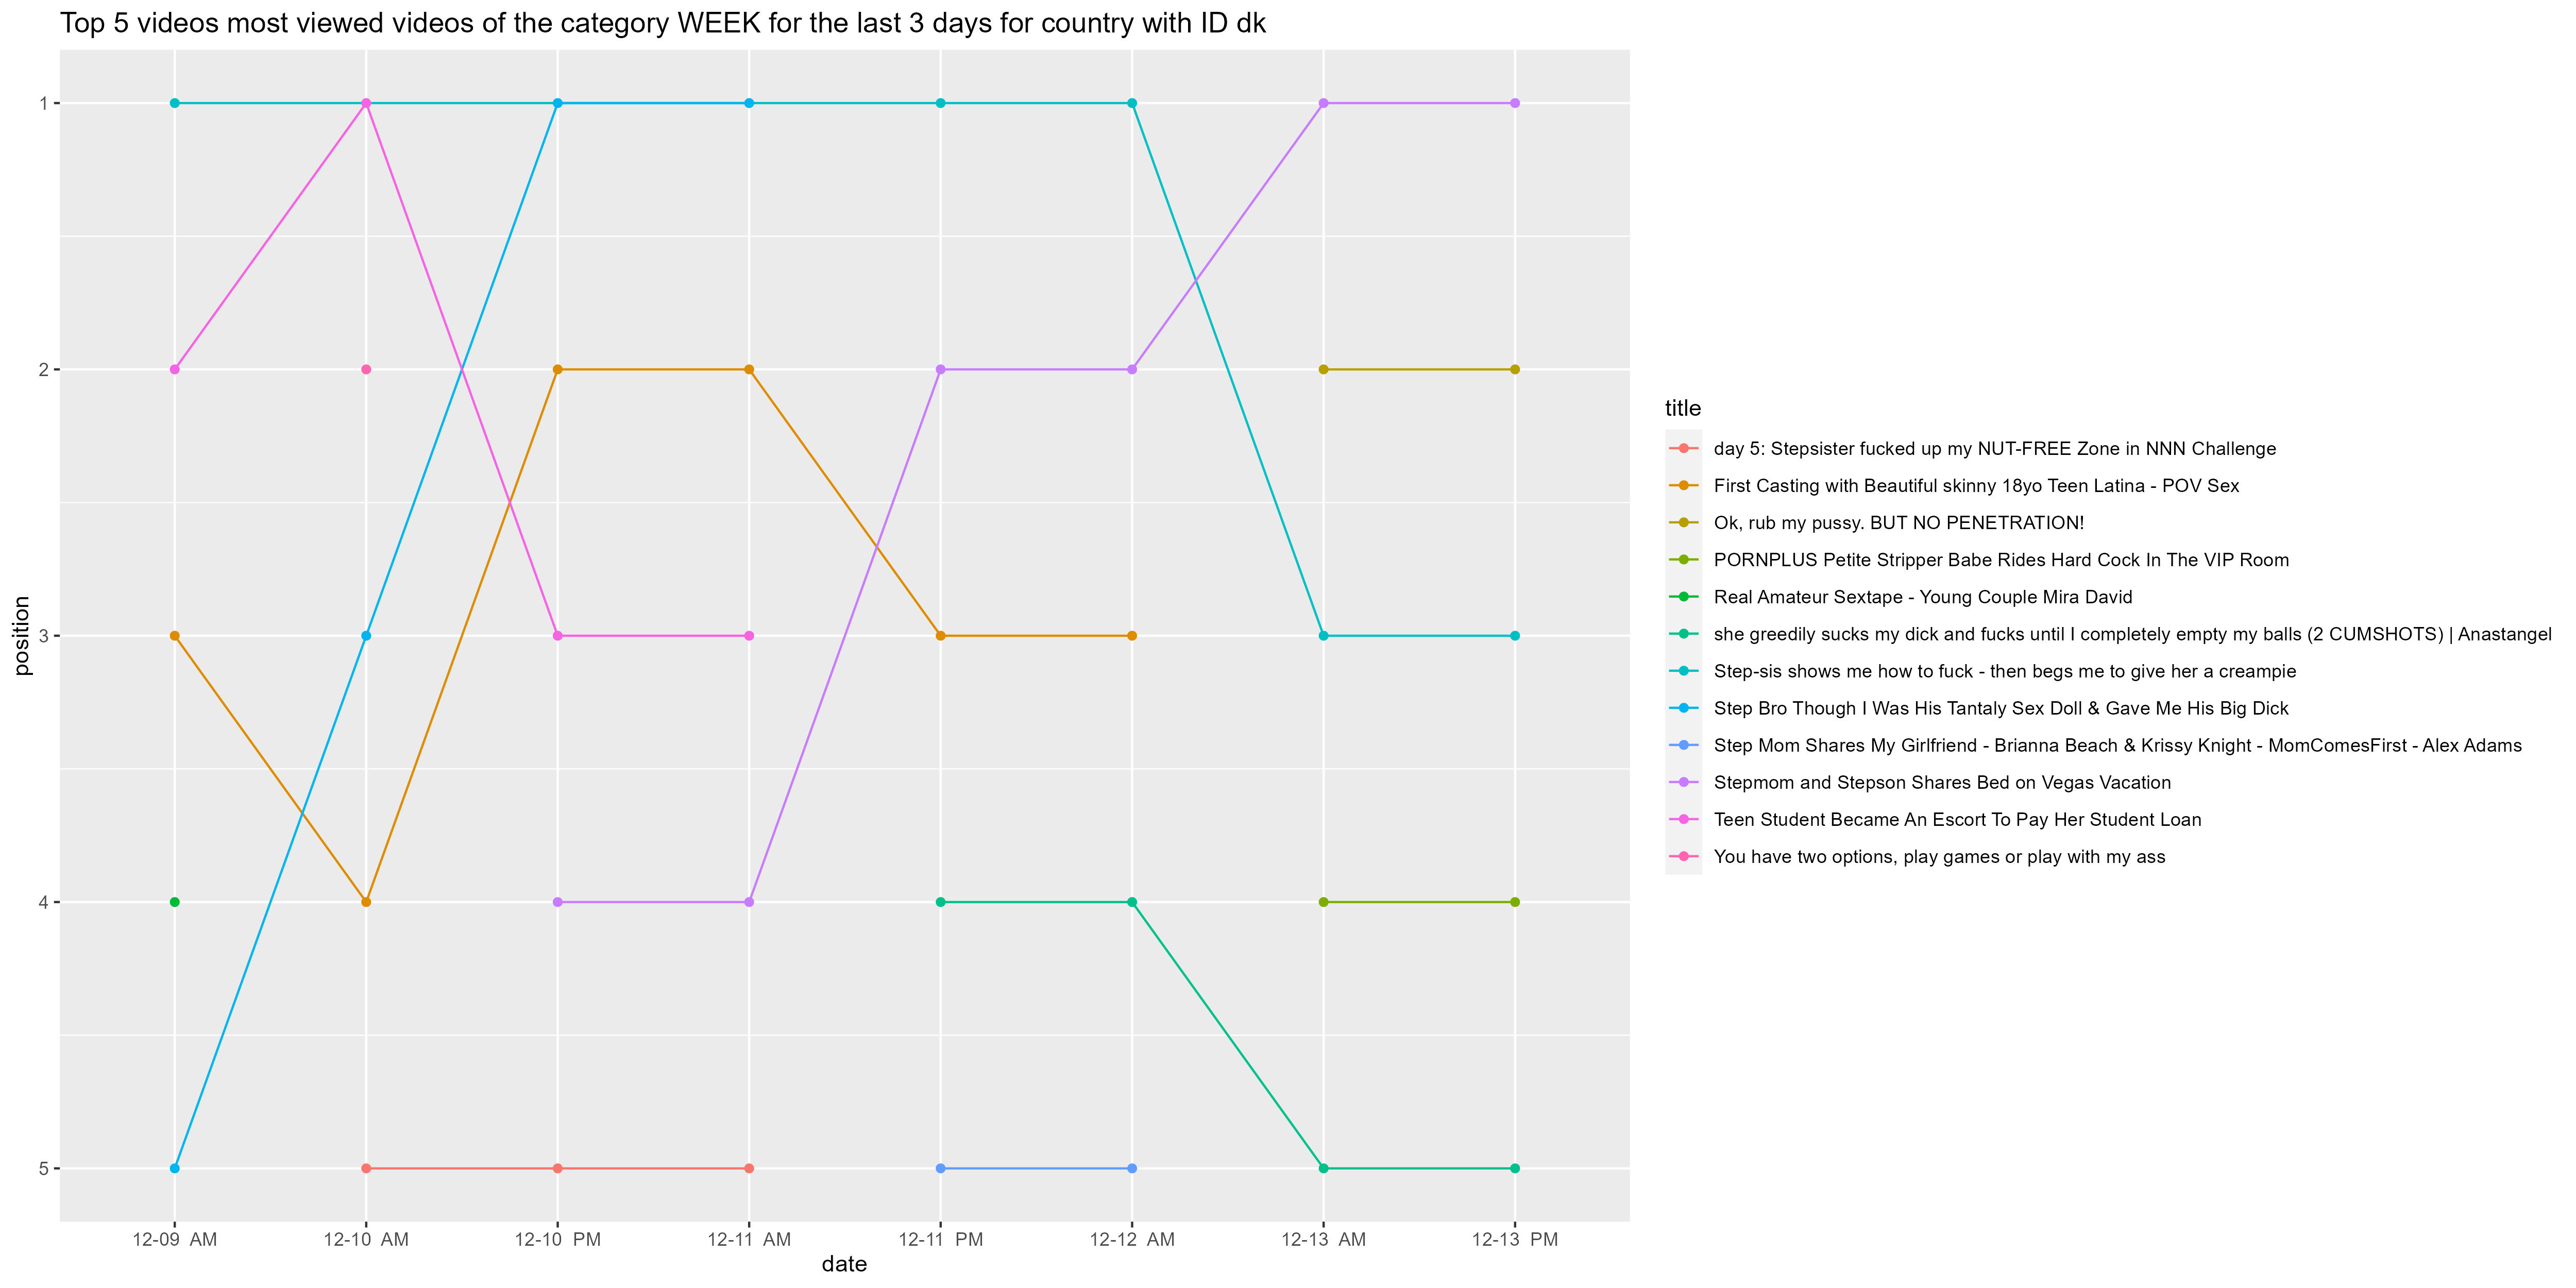 Top 5 videos most viewed videos of the category WEEK for the last 3 days for country with ID dk
position
1
2
3
4
5
12-09 AM
12-10 AM
12-10 PM
12-11 AM
12-11 PM
12-12 AM
12-13 AM
12-13 PM
date
title
day 5: Stepsister fucked up my NUT-FREE Zone in NNN Challenge
First Casting with Beautiful skinny 18yo Teen Latina - POV Sex
Ok, rub my pussy. BUT NO PENETRATION!
PORNPLUS Petite Stripper Babe Rides Hard Cock In The VIP Room
Real Amateur Sextape - Young Couple Mira David
she greedily sucks my dick and fucks until I completely empty my balls (2 CUMSHOTS) | Anastangel
Step-sis shows me how to fuck - then begs me to give her a creampie
Step Bro Though I Was His Tantaly Sex Doll & Gave Me His Big Dick
Step Mom Shares My Girlfriend - Brianna Beach & Krissy Knight - MomComesFirst - Alex Adams
Stepmom and Stepson Shares Bed on Vegas Vacation
Teen Student Became An Escort To Pay Her Student Loan
You have two options, play games or play with my ass